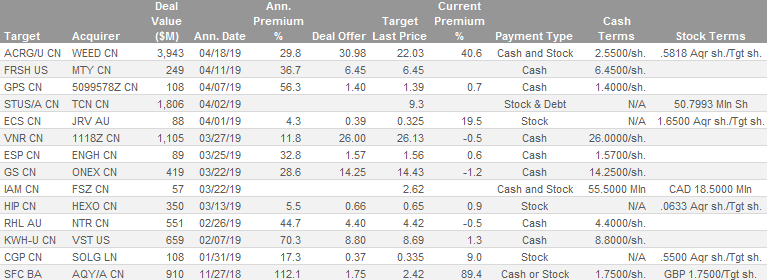 Deal Ann. Target Current Cash
Target Acquirer Value ($M) Ann. Date Premium % Deal Offer Last Price Premium % Payment Type Terms Stock Terms
ACRG/U CN WEED CN 3,943 04/18/19 29.8 30.98 22.03 40.6 Cash and Stock 2.5500/sh. .5818 Aqr sh./Tgt sh.
FRSH US MTY CN 249 04/11/19 36.7 6.45 6.45 Cash 6.4500/sh.
GPS CN 5099578Z CN 108 04/07/19 56.3 1.40 1.39 0.7 Cash 1.4000/sh.
STUS/A CN TCN CN 1,806 04/02/19 9.3 Stock & Debt N/A 50.7993 Mln Sh
ECS CN JRV AU 88 04/01/19 4.3 0.39 0.325 19.5 Stock N/A 1.6500 Aqr sh./Tgt sh.
VNR CN 1118Z CN 1,105 03/27/19 11.8 26.00 26.13 -0.5 Cash 26.0000/sh.
ESP CN ENGH CN 89 03/25/19 32.8 1.57 1.56 0.6 Cash 1.5700/sh.
GS CN ONEX CN 419 03/22/19 28.6 14.25 14.43 -1.2 Cash 14.2500/sh.
IAM CN FSZ CN 57 03/22/19 2.62 Cash and Stock 55.5000 Mln CAD 18.5000 Mln
HIP CN HEXO CN 350 03/13/19 5.5 0.66 0.65 0.9 Stock N/A .0633 Aqr sh./Tgt sh.
RHL AU NTR CN 551 02/26/19 44.7 4.40 4.42 -0.5 Cash 4.4000/sh.
KWH-U CN VST US 659 02/07/19 70.3 8.80 8.69 1.3 Cash 8.8000/sh.
CGP CN SOLG LN 108 01/31/19 17.3 0.37 0.335 9.0 Stock N/A .5500 Aqr sh./Tgt sh.
SFC BA AQY/A CN 910 11/27/18 112.1 1.75 2.42 89.4 Cash or Stock 1.7500/sh. GBP 1.7500/Tgt sh.